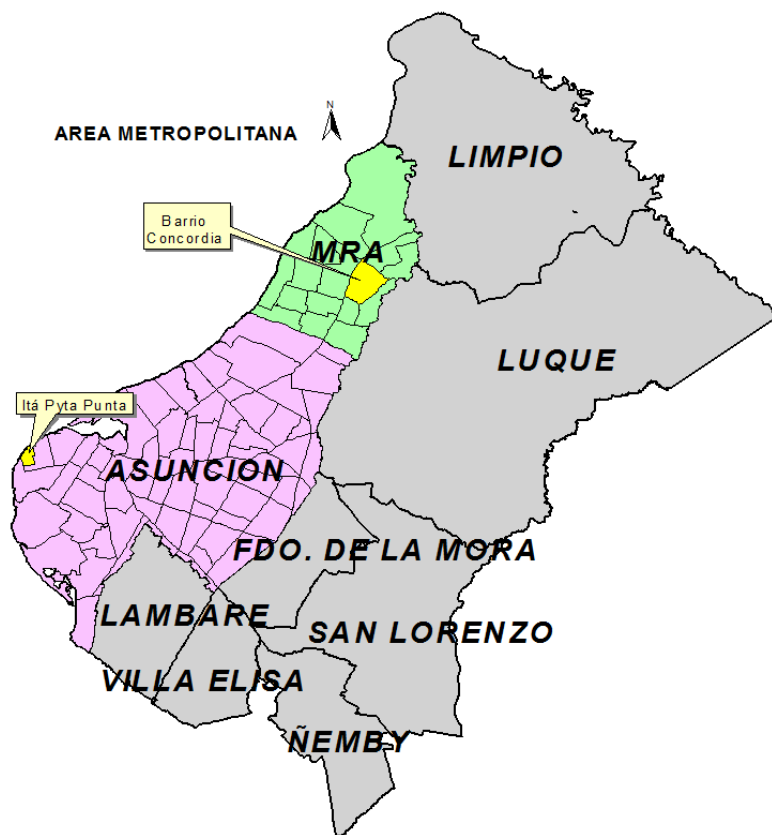 N
AREA METROPOLITANA
LIMPIO
Barrio
Concordia
MRA
LUQUE
Itá Pyta Punta
ASUNCION
FDO. DE LA MORA
LAMBARE
SAN LORENZO
VILLA ELISA
ÑEMBY